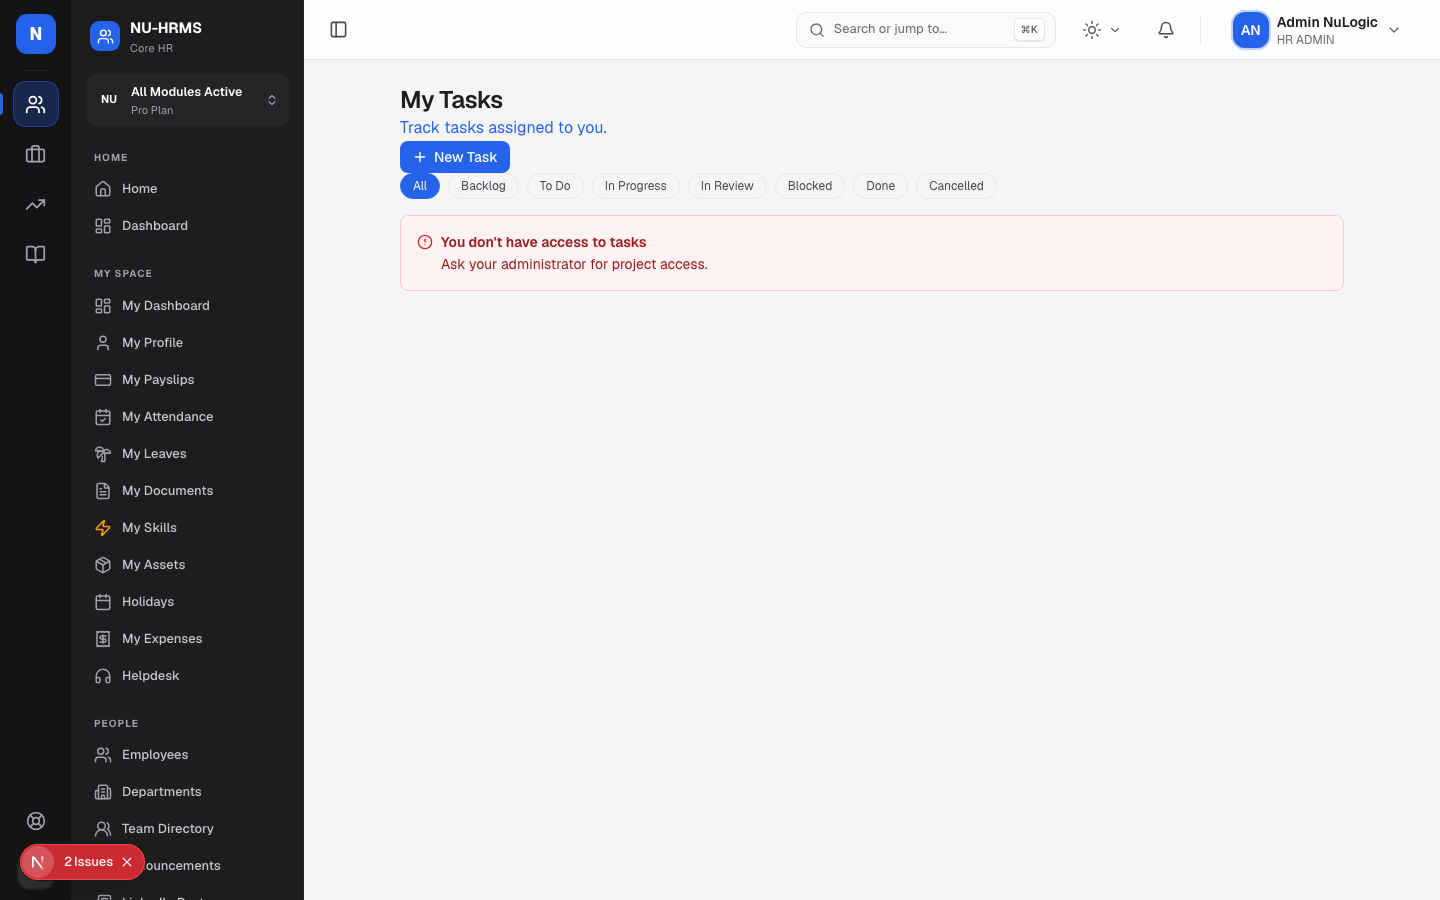 N
NU-HRMS
Core HR
NU
All Modules Active
Pro Plan
HOME
Home
Dashboard
MY SPACE
My Dashboard
My Profile
My Payslips
My Attendance
My Leaves
My Documents
My Skills
My Assets
Holidays
My Expenses
Helpdesk
PEOPLE
Employees
Departments
Team Directory
ouncements
N 2 Issues
Search or jump to...
⌘K
AN
Admin NuLogic
HR ADMIN
My Tasks
Track tasks assigned to you.
New Task
All Backlog To Do In Progress In Review Blocked Done Cancelled
You don't have access to tasks
Ask your administrator for project access.